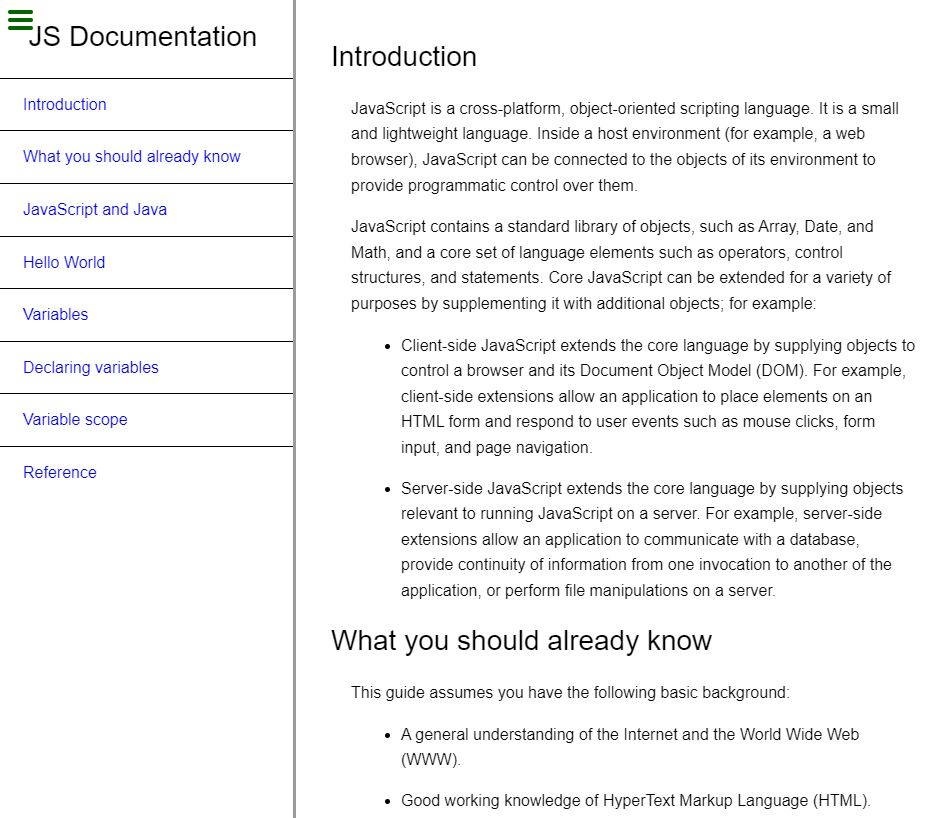 JS Documentation
Introduction
What you should already know
JavaScript and Java
Hello World
Variables
Declaring variables
Variable scope
Reference
Introduction
JavaScript is a cross-platform, object-oriented scripting language. It is a small
and lightweight language. Inside a host environment (for example, a web
browser), JavaScript can be connected to the objects of its environment to
provide programmatic control over them.
JavaScript contains a standard library of objects, such as Array, Date, and
Math, and a core set of language elements such as operators, control
structures, and statements. Core JavaScript can be extended for a variety of
purposes by supplementing it with additional objects; for example:
• Client-side JavaScript extends the core language by supplying objects to
control a browser and its Document Object Model (DOM). For example,
client-side extensions allow an application to place elements on an
HTML form and respond to user events such as mouse clicks, form
input, and page navigation.
• Server-side JavaScript extends the core language by supplying objects
relevant to running JavaScript on a server. For example, server-side
extensions allow an application to communicate with a database,
provide continuity of information from one invocation to another of the
application, or perform file manipulations on a server.
What you should already know
This guide assumes you have the following basic background:
• A general understanding of the Internet and the World Wide Web
(WWW).
• Good working knowledge of HyperText Markup Language (HTML).